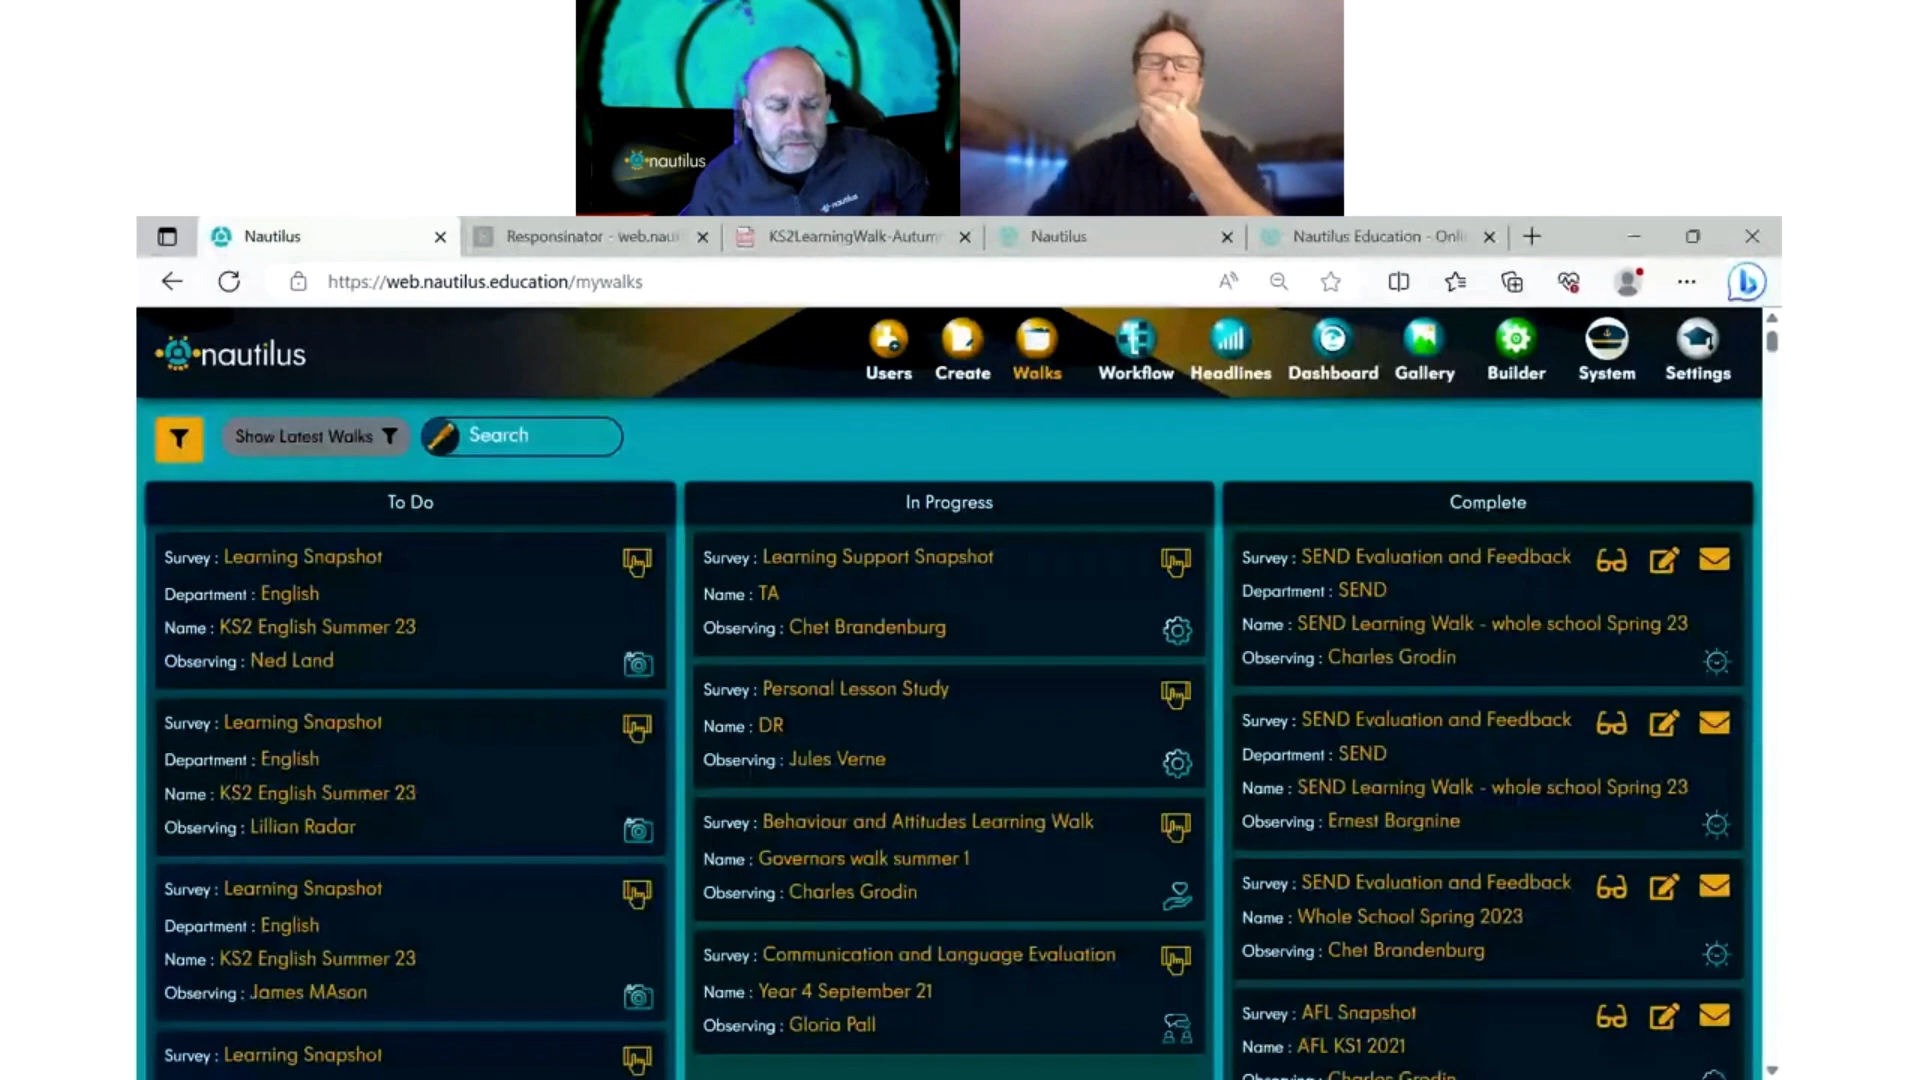 nautilus
nautilus
Nautilus
Responsinator - web.nau
KS2LearningWalk-Autum
Nautilus
Nautilus Education - Onli
https://web.nautilus.education/mywalks
nautilus
Users
Create
Walks
Workflow
Headlines
Dashboard
Gallery
Builder
System
Settings
Show Latest Walks
Search
To Do
Survey : Learning Snapshot
Department : English
Name : KS2 English Summer 23
Observing : Ned Land
Survey : Learning Snapshot
Department : English
Name : KS2 English Summer 23
Observing : Lillian Radar
Survey : Learning Snapshot
Department : English
Name : KS2 English Summer 23
Observing : James MAson
Survey : Learning Snapshot
In Progress
Survey : Learning Support Snapshot
Name : TA
Observing : Chet Brandenburg
Survey : Personal Lesson Study
Name : DR
Observing : Jules Verne
Survey : Behaviour and Attitudes Learning Walk
Name : Governors walk summer 1
Observing : Charles Grodin
Survey : Communication and Language Evaluation
Name : Year 4 September 21
Observing : Gloria Pall
Complete
Survey : SEND Evaluation and Feedback
Department : SEND
Name : SEND Learning Walk - whole school Spring 23
Observing : Charles Grodin
Survey : SEND Evaluation and Feedback
Department : SEND
Name : SEND Learning Walk - whole school Spring 23
Observing : Ernest Borgnine
Survey : SEND Evaluation and Feedback
Name : Whole School Spring 2023
Observing : Chet Brandenburg
Survey : AFL Snapshot
Name : AFL KS1 2021
Observing : Charles Grodin